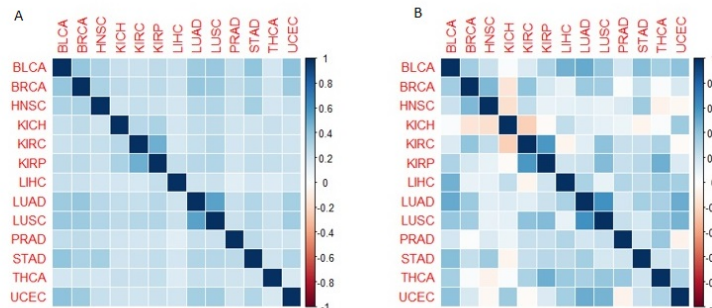 A
B
BLCA BRCA HNSC KICH KIRC KIRP LIHC LUAD LUSC PRAD STAD THCA UCEC
BLCA BRCA HNSC KICH KIRC KIRP LIHC LUAD LUSC PRAD STAD THCA UCEC
BLCA
BRCA
HNSC
KICH
KIRC
KIRP
LIHC
LUAD
LUSC
PRAD
STAD
THCA
UCEC
1
0.8
0.6
0.4
0.2
0
-0.2
-0.4
-0.6
-0.8
-1
BLCA
BRCA
HNSC
KICH
KIRC
KIRP
LIHC
LUAD
LUSC
PRAD
STAD
THCA
UCEC